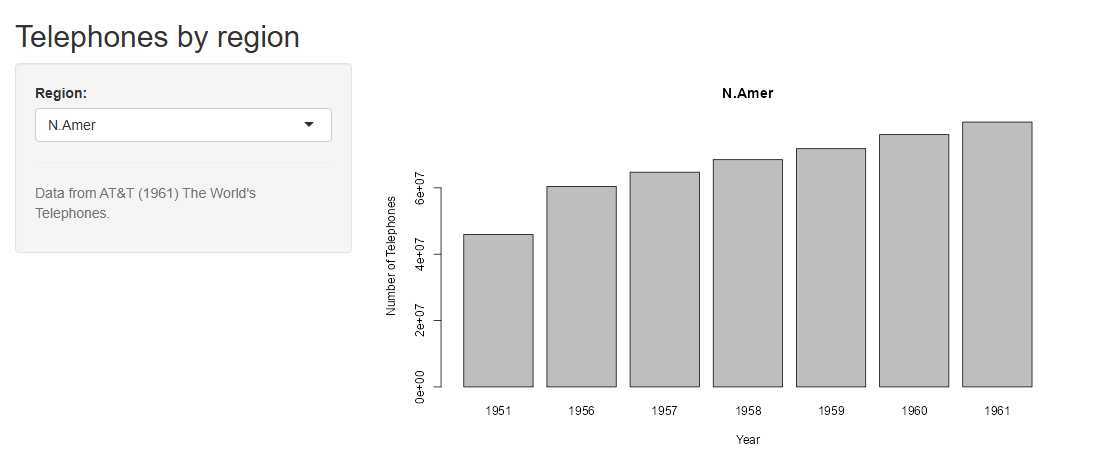 Telephones by region
Region:
N.Amer
Data from AT&T (1961) The World's
Telephones.
N.Amer
Number of Telephones
6e+07
4e+07
2e+07
0e+00
1951 1956 1957 1958 1959 1960 1961
Year